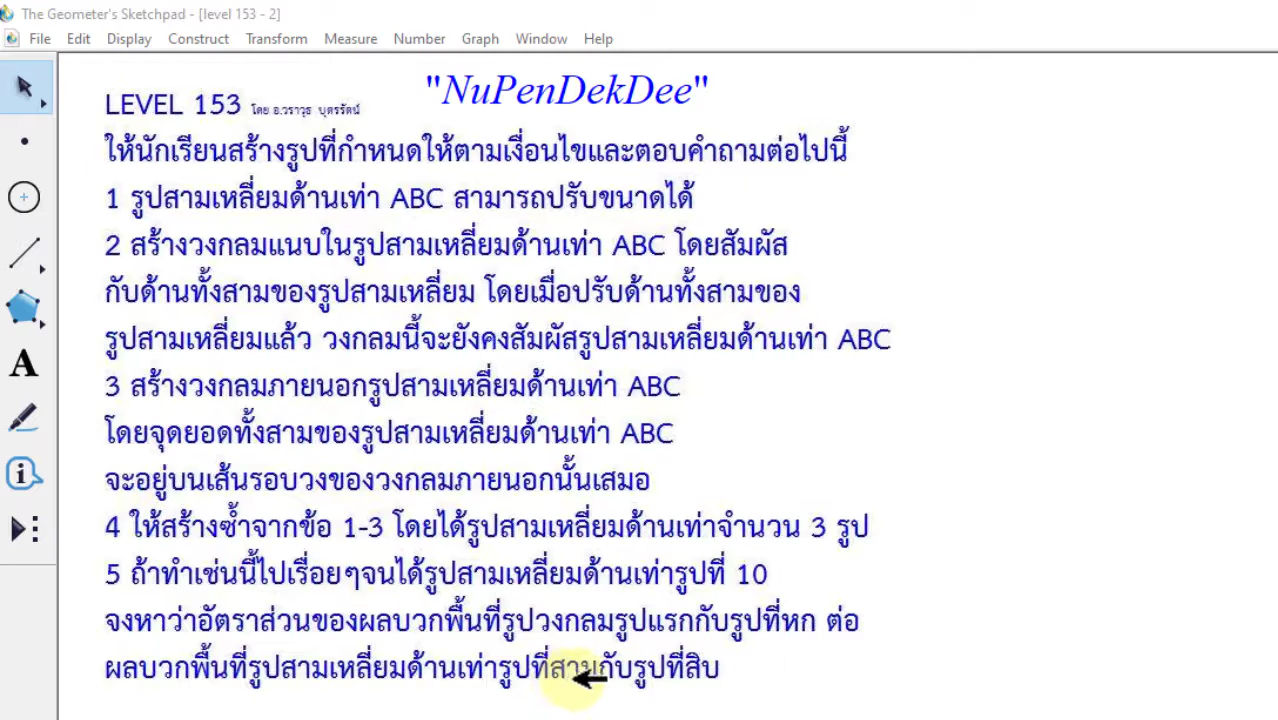 The Geometer's Sketchpad - [level 153 - 2]
File Edit Display Construct Transform Measure Number Graph Window Help
"NuPenDekDee"
LEVEL 153 โดย อ.วราวุธ บุตรรัตน์
ให้นักเรียนสร้างรูปที่กำหนดให้ตามเงื่อนไขและตอบคำถามต่อไปนี้
1 รูปสามเหลี่ยมด้านเท่า ABC สามารถปรับขนาดได้
2 สร้างวงกลมแนบในรูปสามเหลี่ยมด้านเท่า ABC โดยสัมผัส
กับด้านทั้งสามของรูปสามเหลี่ยม โดยเมื่อปรับด้านทั้งสามของ
รูปสามเหลี่ยมแล้ว วงกลมนี้จะยังคงสัมผัสรูปสามเหลี่ยมด้านเท่า ABC
3 สร้างวงกลมภายนอกรูปสามเหลี่ยมด้านเท่า ABC
โดยจุดยอดทั้งสามของรูปสามเหลี่ยมด้านเท่า ABC
จะอยู่บนเส้นรอบวงของวงกลมภายนอกนั้นเสมอ
4 ให้สร้างซ้ำจากข้อ 1-3 โดยได้รูปสามเหลี่ยมด้านเท่าจำนวน 3 รูป
5 ถ้าทำเช่นนี้ไปเรื่อยๆจนได้รูปสามเหลี่ยมด้านเท่ารูปที่ 10
จงหาว่าอัตราส่วนของผลบวกพื้นที่รูปวงกลมรูปแรกกับรูปที่หก ต่อ
ผลบวกพื้นที่รูปสามเหลี่ยมด้านเท่ารูปที่สามกับรูปที่สิบ
A
i